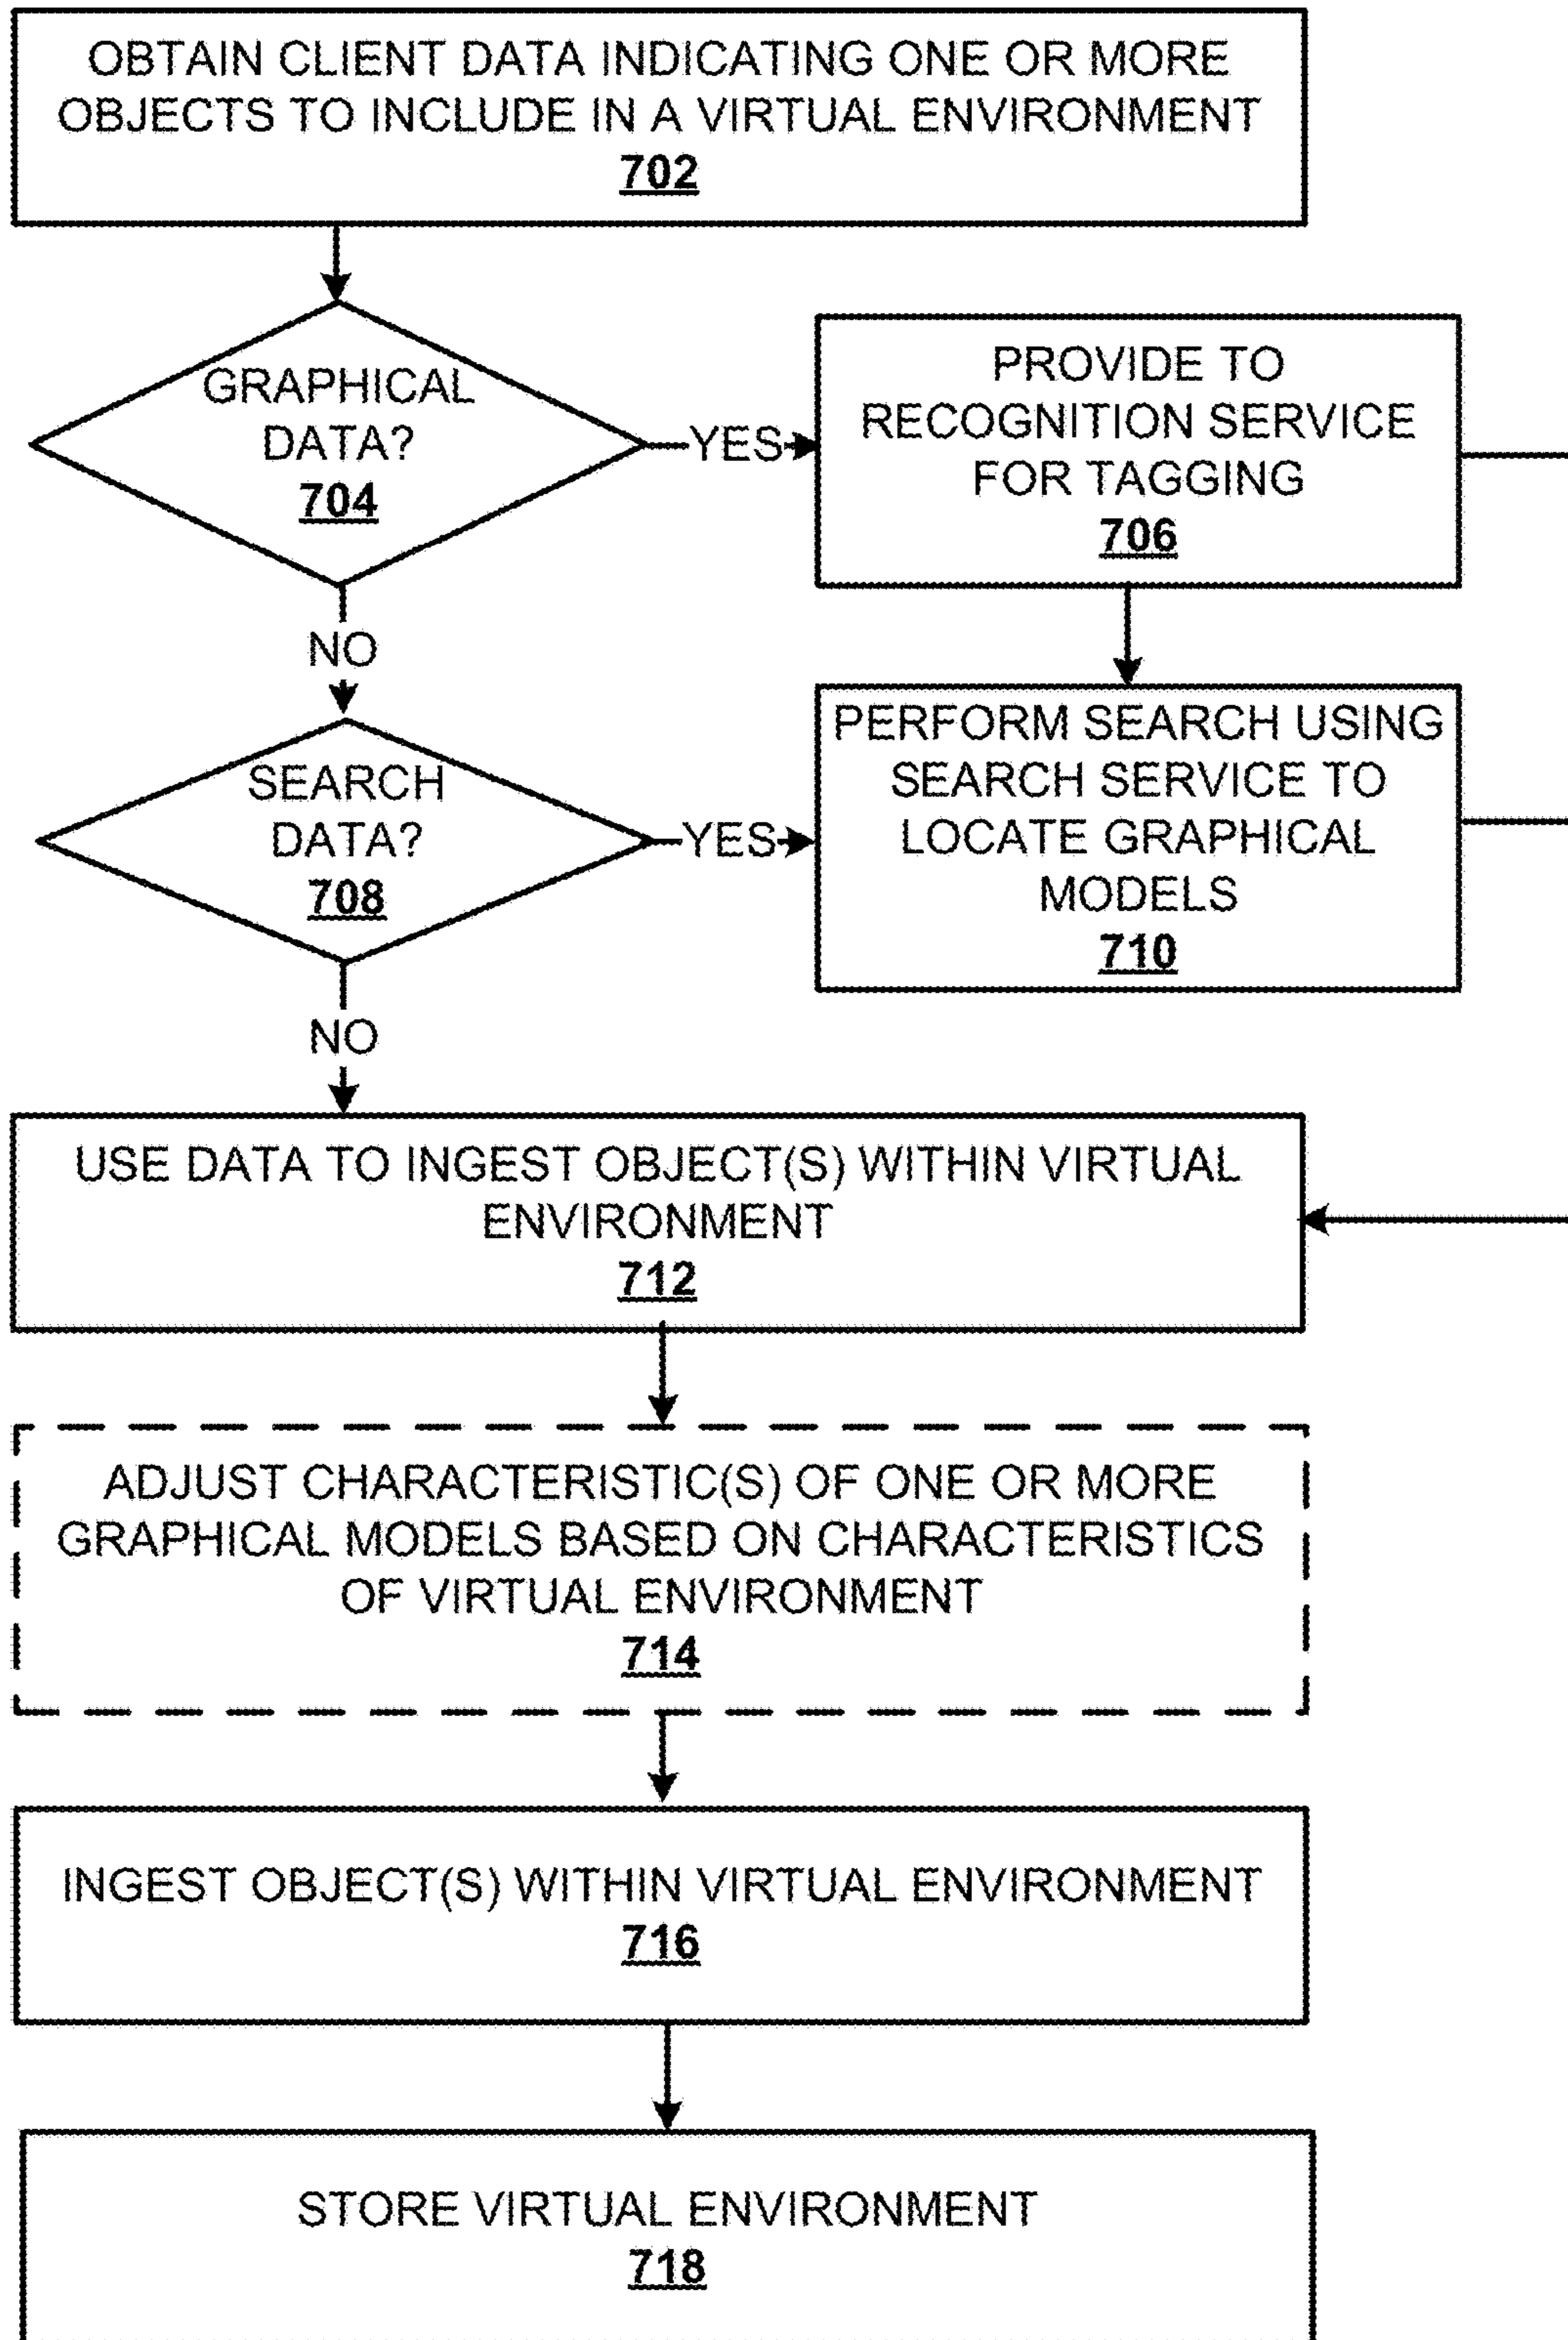 OBTAIN CLIENT DATA INDICATING ONE OR MORE
OBJECTS TO INCLUDE IN A VIRTUAL ENVIRONMENT
702
GRAPHICAL
DATA?
704
YES
PROVIDE TO
RECOGNITION SERVICE
FOR TAGGING
706
NO
SEARCH
DATA?
708
YES
PERFORM SEARCH USING
SEARCH SERVICE TO
LOCATE GRAPHICAL
MODELS
710
NO
USE DATA TO INGEST OBJECT(S) WITHIN VIRTUAL
ENVIRONMENT
712
ADJUST CHARACTERISTIC(S) OF ONE OR MORE
GRAPHICAL MODELS BASED ON CHARACTERISTICS
OF VIRTUAL ENVIRONMENT
714
INGEST OBJECT(S) WITHIN VIRTUAL ENVIRONMENT
716
STORE VIRTUAL ENVIRONMENT
718